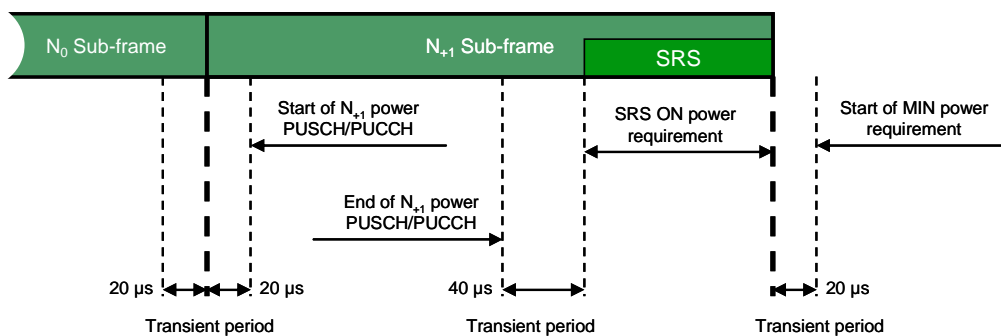 N₀ Sub-frame
N₊₁ Sub-frame
SRS
Start of N₊₁ power
PUSCH/PUCCH
SRS ON power
requirement
Start of MIN power
requirement
End of N₊₁ power
PUSCH/PUCCH
20 µs
20 µs
40 µs
20 µs
Transient period
Transient period
Transient period